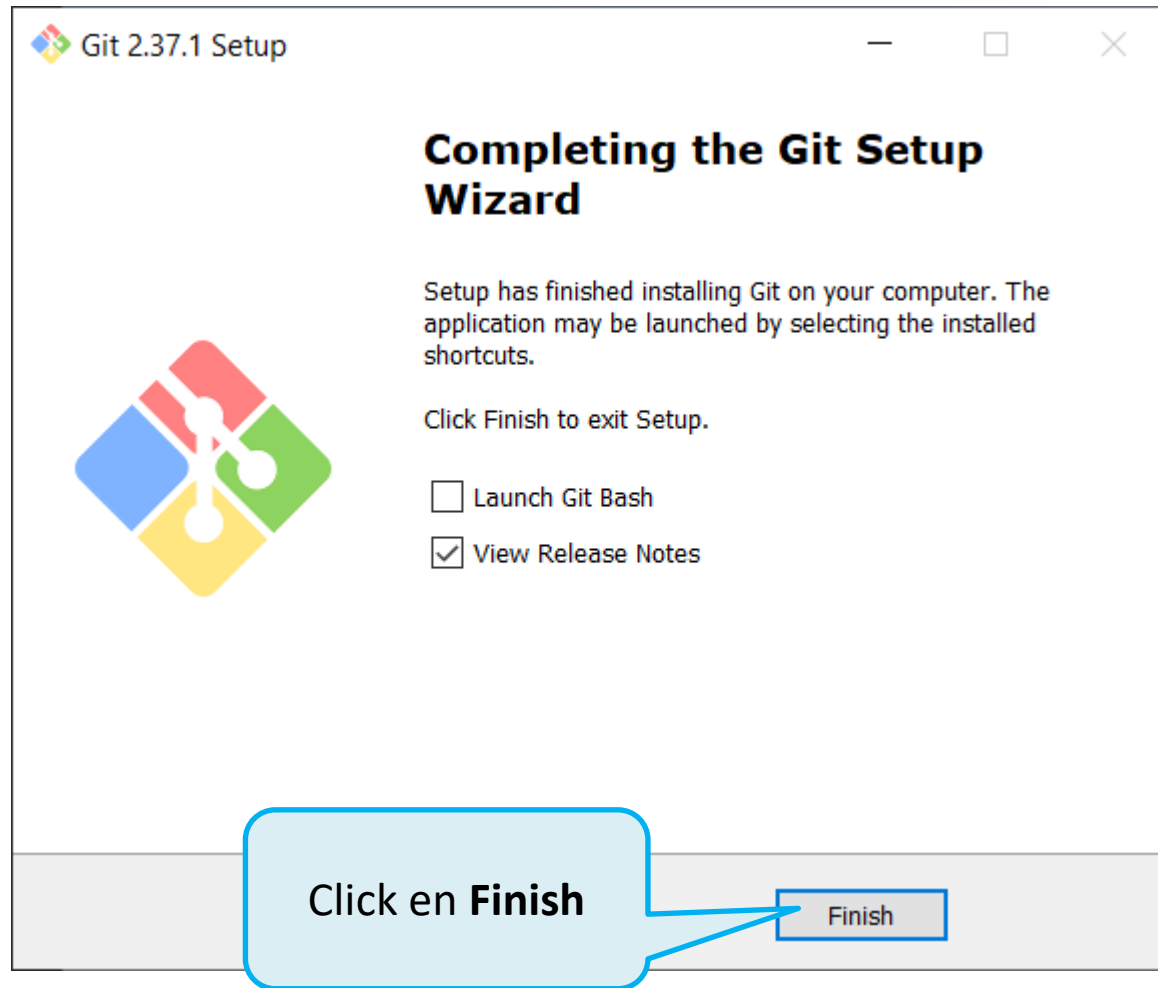 Git 2.37.1 Setup
Completing the Git Setup
Wizard
Setup has finished installing Git on your computer. The
application may be launched by selecting the installed
shortcuts.
Click Finish to exit Setup.
Launch Git Bash
View Release Notes
Click en Finish
Finish